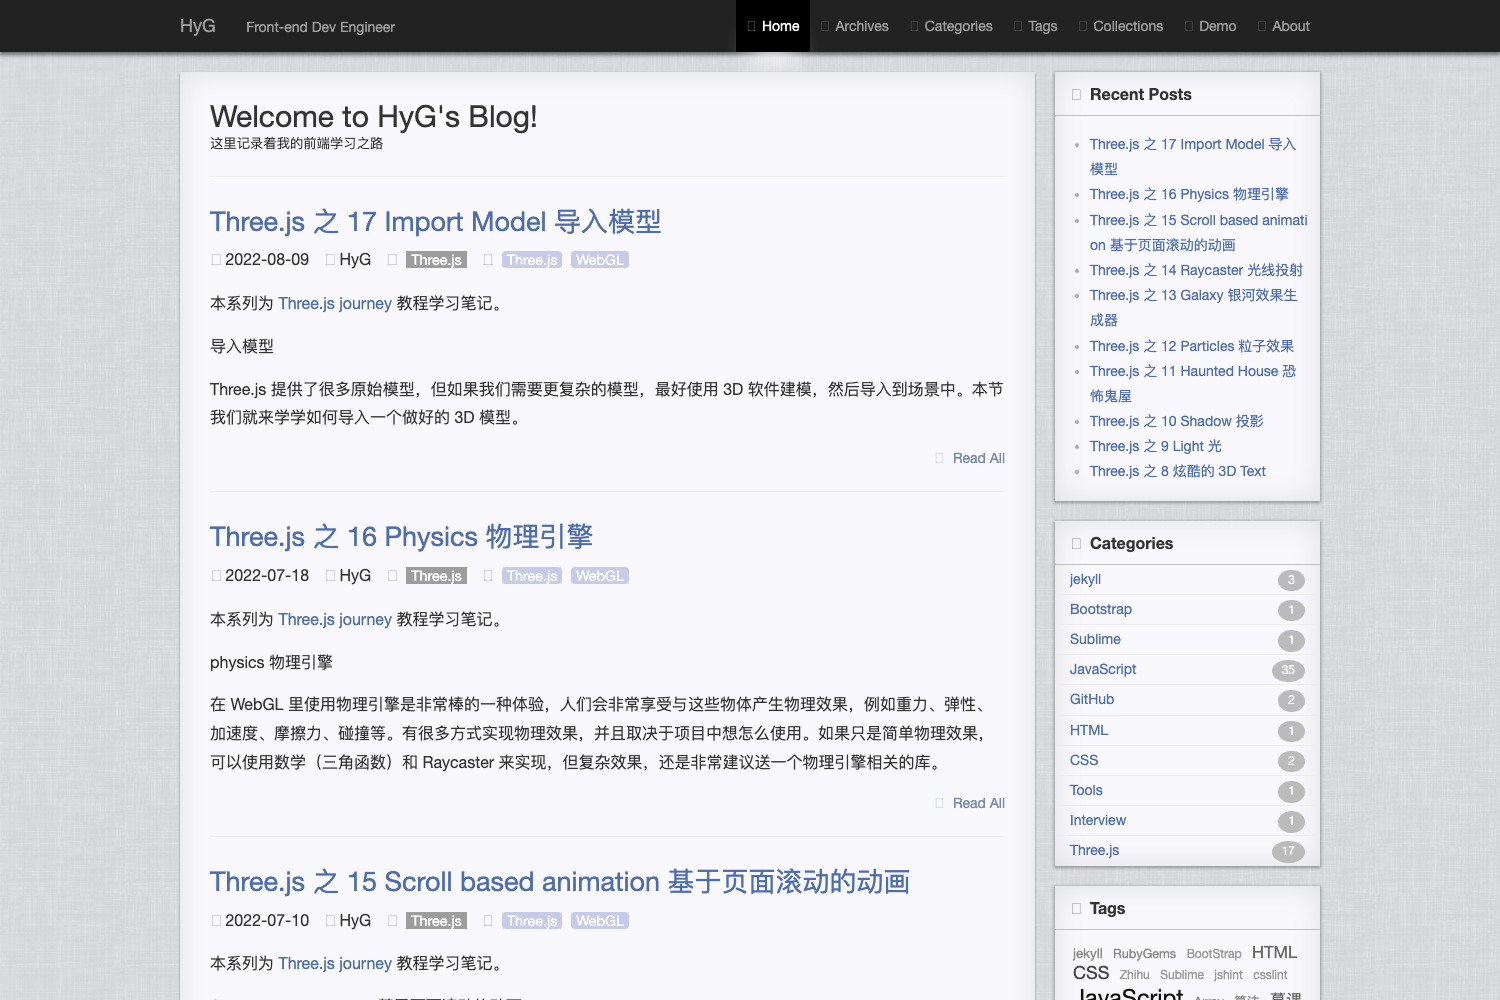 HyG Front-end Dev Engineer Home Archives Categories Tags Collections Demo About
Welcome to HyG's Blog!
这里记录着我的前端学习之路
Three.js 之 17 Import Model 导入模型
2022-08-09 HyG Three.js Three.js WebGL
本系列为 Three.js journey 教程学习笔记。
导入模型
Three.js 提供了很多原始模型，但如果我们需要更复杂的模型，最好使用 3D 软件建模，然后导入到场景中。本节
我们就来学学如何导入一个做好的 3D 模型。
Read All
Three.js 之 16 Physics 物理引擎
2022-07-18 HyG Three.js Three.js WebGL
本系列为 Three.js journey 教程学习笔记。
physics 物理引擎
在 WebGL 里使用物理引擎是非常棒的一种体验，人们会非常享受与这些物体产生物理效果，例如重力、弹性、
加速度、摩擦力、碰撞等。有很多方式实现物理效果，并且取决于项目中想怎么使用。如果只是简单物理效果，
可以使用数学（三角函数）和 Raycaster 来实现，但复杂效果，还是非常建议送一个物理引擎相关的库。
Read All
Three.js 之 15 Scroll based animation 基于页面滚动的动画
2022-07-10 HyG Three.js Three.js WebGL
本系列为 Three.js journey 教程学习笔记。
Recent Posts
Three.js 之 17 Import Model 导入
模型
Three.js 之 16 Physics 物理引擎
Three.js 之 15 Scroll based animati
on 基于页面滚动的动画
Three.js 之 14 Raycaster 光线投射
Three.js 之 13 Galaxy 银河效果生
成器
Three.js 之 12 Particles 粒子效果
Three.js 之 11 Haunted House 恐
怖鬼屋
Three.js 之 10 Shadow 投影
Three.js 之 9 Light 光
Three.js 之 8 炫酷的 3D Text
Categories
jekyll 3
Bootstrap 1
Sublime 1
JavaScript 35
GitHub 2
HTML 1
CSS 2
Tools 1
Interview 1
Three.js 17
Tags
jekyll RubyGems BootStrap HTML
CSS Zhihu Sublime jshint csslint
JavaScript Array 算法 慕课